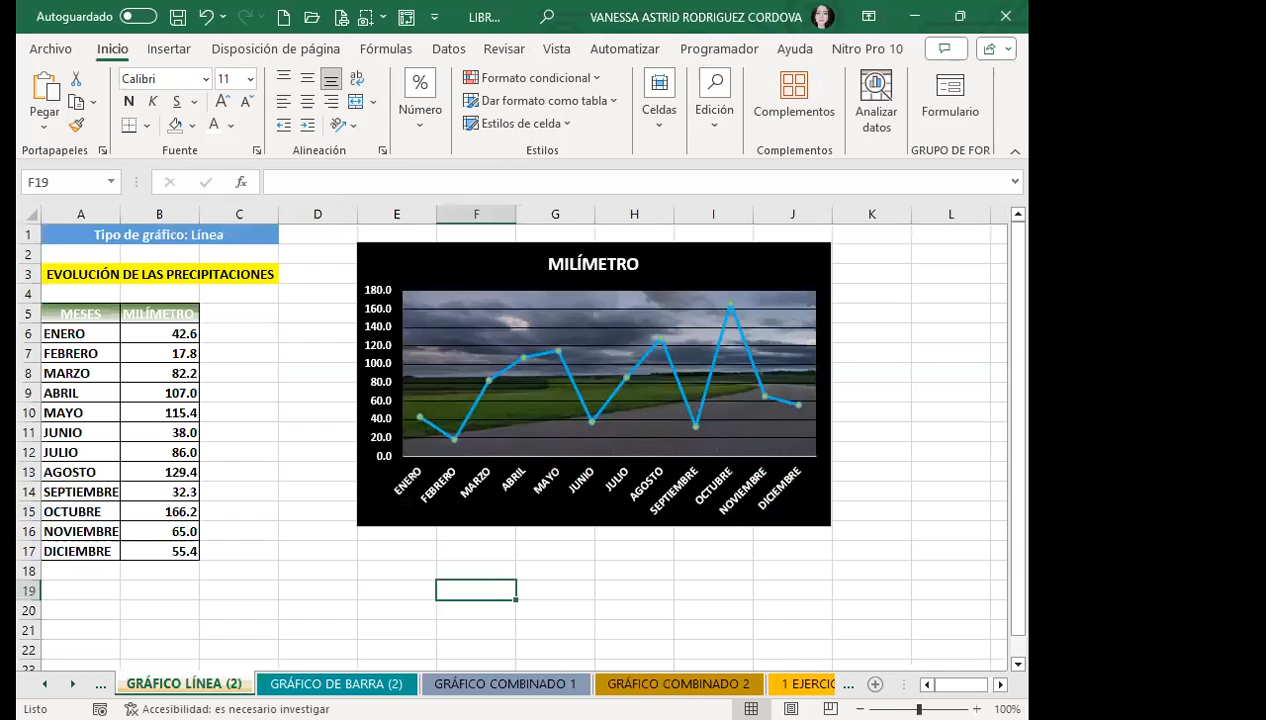 Autoguardado LIBR... VANESSA ASTRID RODRIGUEZ CORDOVA
Archivo Inicio Insertar Disposición de página Fórmulas Datos Revisar Vista Automatizar Programador Ayuda Nitro Pro 10
Pegar
Calibri 11
N K S A A
A
ab
%
Número
Formato condicional
Dar formato como tabla
Estilos de celda
Celdas
Edición
Complementos
Analizar
datos
Formulario
Portapapeles Fuente Alineación Estilos Complementos GRUPO DE FOR
F19 fx
A B C D E F G H I J K L
1 Tipo de gráfico: Línea
2
3 EVOLUCIÓN DE LAS PRECIPITACIONES
4
5 MESES MILÍMETRO
6 ENERO 42.6
7 FEBRERO 17.8
8 MARZO 82.2
9 ABRIL 107.0
10 MAYO 115.4
11 JUNIO 38.0
12 JULIO 86.0
13 AGOSTO 129.4
14 SEPTIEMBRE 32.3
15 OCTUBRE 166.2
16 NOVIEMBRE 65.0
17 DICIEMBRE 55.4
18
19
20
21
22
23
MILÍMETRO
180.0
160.0
140.0
120.0
100.0
80.0
60.0
40.0
20.0
0.0
ENERO FEBRERO MARZO ABRIL MAYO JUNIO JULIO AGOSTO SEPTIEMBRE OCTUBRE NOVIEMBRE DICIEMBRE
... GRÁFICO LÍNEA (2) GRÁFICO DE BARRA (2) GRÁFICO COMBINADO 1 GRÁFICO COMBINADO 2 1 EJERCIC ...
Listo Accesibilidad: es necesario investigar 100%